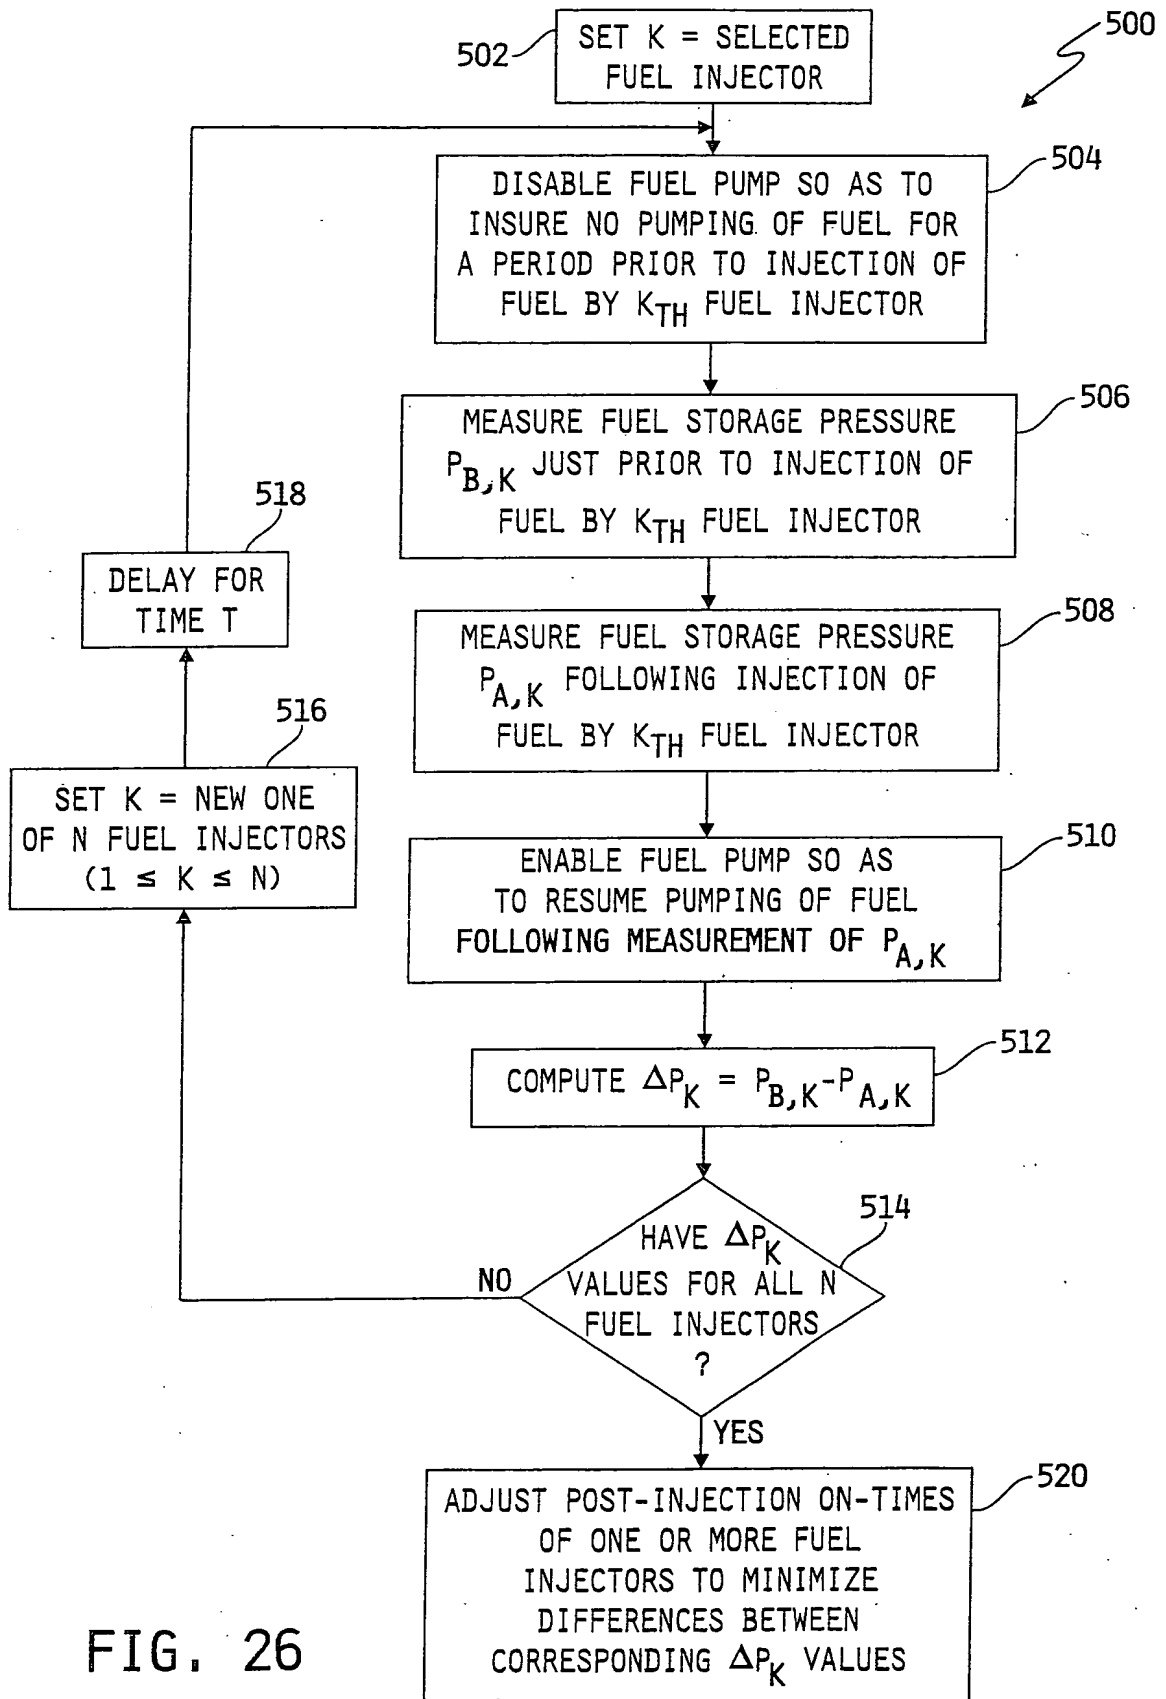 500
502
SET K = SELECTED
FUEL INJECTOR
504
DISABLE FUEL PUMP SO AS TO
INSURE NO PUMPING OF FUEL FOR
A PERIOD PRIOR TO INJECTION OF
FUEL BY KTH FUEL INJECTOR
506
MEASURE FUEL STORAGE PRESSURE
PB,K JUST PRIOR TO INJECTION OF
FUEL BY KTH FUEL INJECTOR
508
MEASURE FUEL STORAGE PRESSURE
PA,K FOLLOWING INJECTION OF
FUEL BY KTH FUEL INJECTOR
510
ENABLE FUEL PUMP SO AS
TO RESUME PUMPING OF FUEL
FOLLOWING MEASUREMENT OF PA,K
512
COMPUTE ΔPK = PB,K-PA,K
514
HAVE ΔPK
VALUES FOR ALL N
FUEL INJECTORS
?
NO
YES
516
SET K = NEW ONE
OF N FUEL INJECTORS
(1 ≤ K ≤ N)
518
DELAY FOR
TIME T
520
ADJUST POST-INJECTION ON-TIMES
OF ONE OR MORE FUEL
INJECTORS TO MINIMIZE
DIFFERENCES BETWEEN
CORRESPONDING ΔPK VALUES
FIG. 26